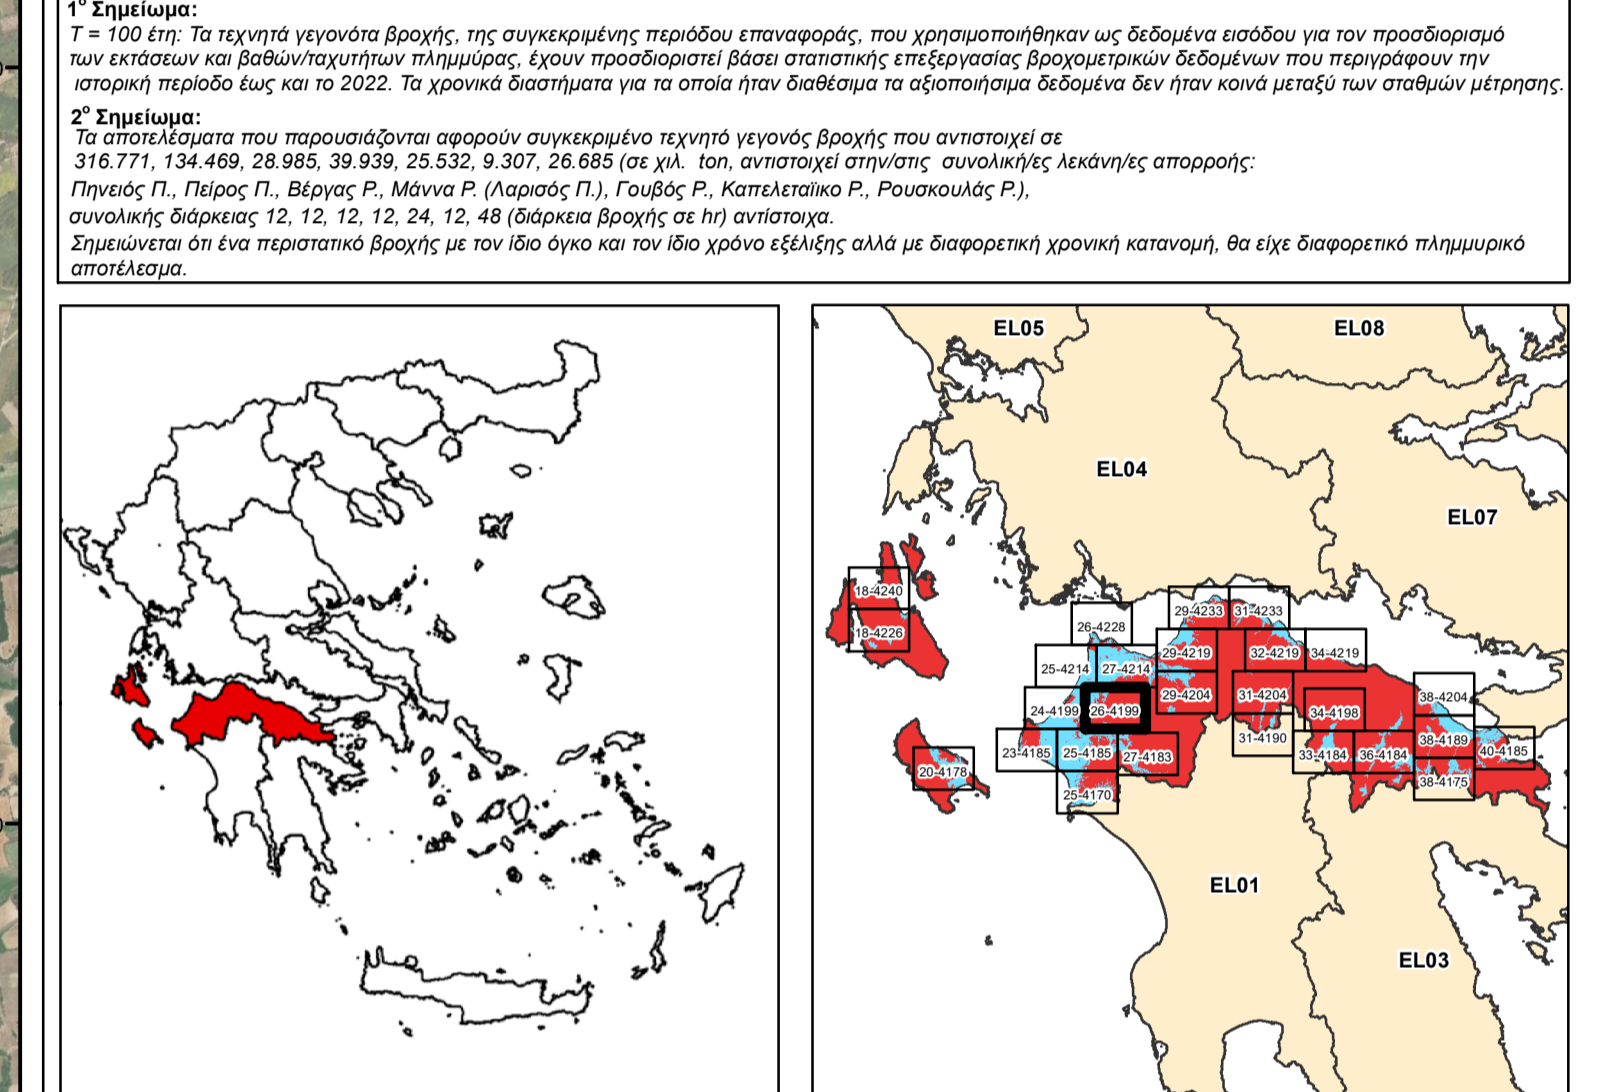 1º Σημείωμα:
Τ = 100 έτη: Τα τεχνητά γεγονότα βροχής, της συγκεκριμένης περιόδου επαναφοράς, που χρησιμοποιήθηκαν ως δεδομένα εισόδου για τον προσδιορισμό
των εκτάσεων και βαθών/ταχυτήτων πλημμύρας, έχουν προσδιοριστεί βάσει στατιστικής επεξεργασίας βροχομετρικών δεδομένων που περιγράφουν την
ιστορική περίοδο έως και το 2022. Τα χρονικά διαστήματα για τα οποία ήταν διαθέσιμα τα αξιοποιήσιμα δεδομένα δεν ήταν κοινά μεταξύ των σταθμών μέτρησης.
2º Σημείωμα:
Τα αποτελέσματα που παρουσιάζονται αφορούν συγκεκριμένο τεχνητό γεγονός βροχής που αντιστοιχεί σε
316.771, 134.469, 28.985, 39.939, 25.532, 9.307, 26.685 (σε χιλ. ton, αντιστοιχεί στην/στις συνολική/ες λεκάνη/ες απορροής:
Πηνειός Π., Πείρος Π., Βέργας Ρ., Μάννα Ρ. (Λαρισός Π.), Γουβός Ρ., Καπελεταϊικο Ρ., Ρουσκουλάς Ρ.),
συνολικής διάρκειας 12, 12, 12, 12, 24, 12, 48 (διάρκεια βροχής σε hr) αντίστοιχα.
Σημειώνεται ότι ένα περιστατικό βροχής με τον ίδιο όγκο και τον ίδιο χρόνο εξέλιξης αλλά με διαφορετική χρονική κατανομή, θα είχε διαφορετικό πλημμυρικό
αποτέλεσμα.
EL05
EL08
EL04
EL07
18-4240
18-4226
29-4233
31-4233
26-4228
29-4219
32-4219
34-4219
25-4214
27-4214
29-4204
31-4204
38-4204
24-4199
26-4199
34-4198
31-4190
38-4189
23-4185
25-4185
27-4183
33-4184
36-4184
40-4185
20-4178
38-4175
25-4170
EL01
EL03